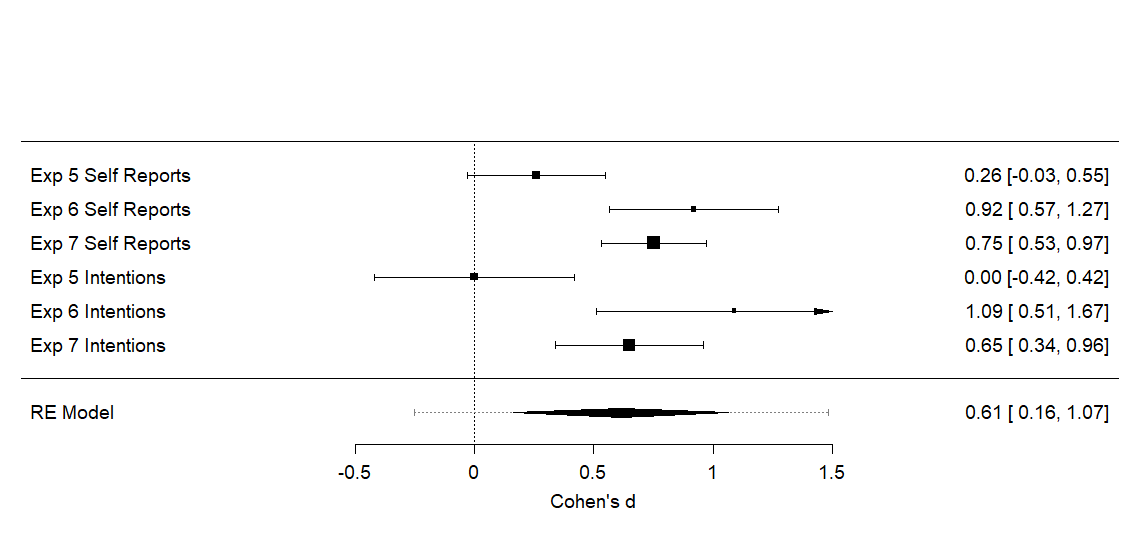 Exp 5 Self Reports 0.26 [-0.03, 0.55]
Exp 6 Self Reports 0.92 [ 0.57, 1.27]
Exp 7 Self Reports 0.75 [ 0.53, 0.97]
Exp 5 Intentions 0.00 [-0.42, 0.42]
Exp 6 Intentions 1.09 [ 0.51, 1.67]
Exp 7 Intentions 0.65 [ 0.34, 0.96]
RE Model 0.61 [ 0.16, 1.07]
-0.5 0 0.5 1 1.5
Cohen's d